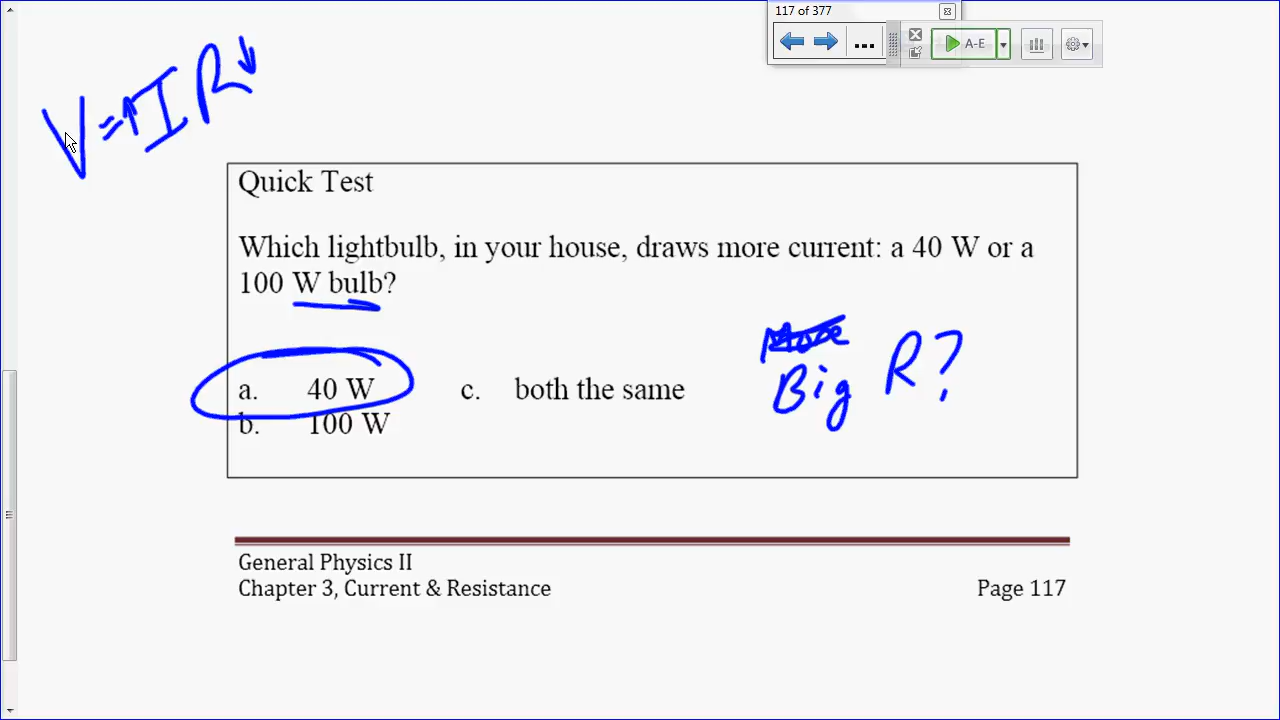 117 of 377
... A-E
V = ↑ I R ↓
Quick Test
Which lightbulb, in your house, draws more current: a 40 W or a
100 W bulb?
Big R?
a. 40 W c. both the same
b. 100 W
General Physics II
Chapter 3, Current & Resistance Page 117